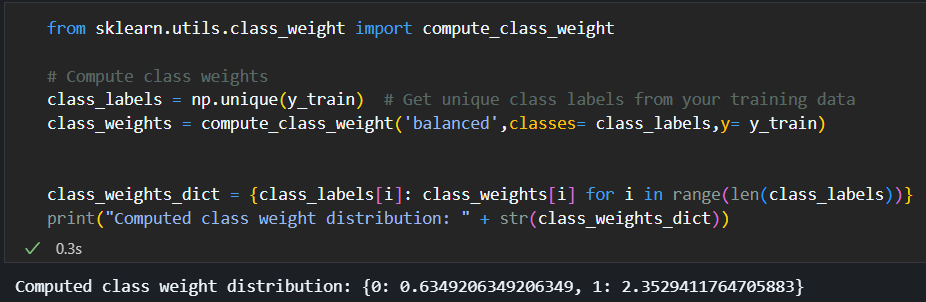 from sklearn.utils.class_weight import compute_class_weight
# Compute class weights
class_labels = np.unique(y_train)  # Get unique class labels from your training data
class_weights = compute_class_weight('balanced',classes= class_labels,y= y_train)
class_weights_dict = {class_labels[i]: class_weights[i] for i in range(len(class_labels))}
print("Computed class weight distribution: " + str(class_weights_dict))
0.3s
Computed class weight distribution: {0: 0.6349206349206349, 1: 2.3529411764705883}